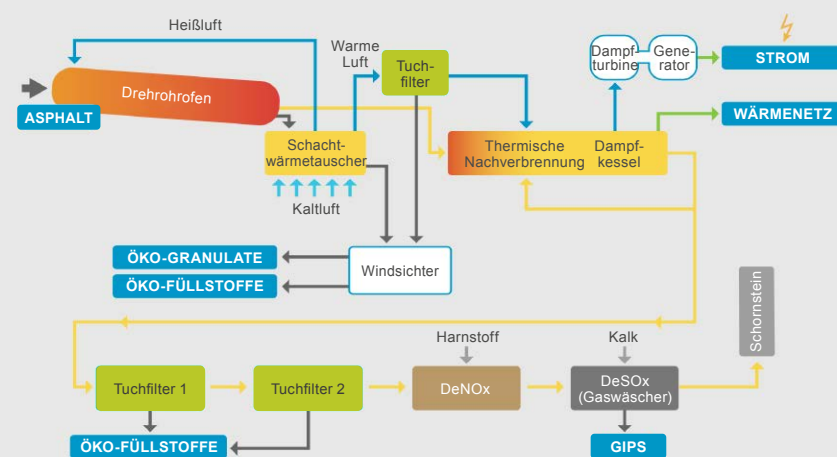 Heißluft
Warme
Luft
Tuch-
filter
Dampf-
turbine
Gene-
rator
STROM
Drehrohrofen
ASPHALT
WÄRMENETZ
Schacht-
wärmetauscher
Thermische
Nachverbrennung
Dampf-
kessel
Kaltluft
ÖKO-GRANULATE
ÖKO-FÜLLSTOFFE
Windsichter
Schornstein
Harnstoff
Kalk
Tuchfilter 1
Tuchfilter 2
DeNOx
DeSOx
(Gaswäscher)
ÖKO-FÜLLSTOFFE
GIPS